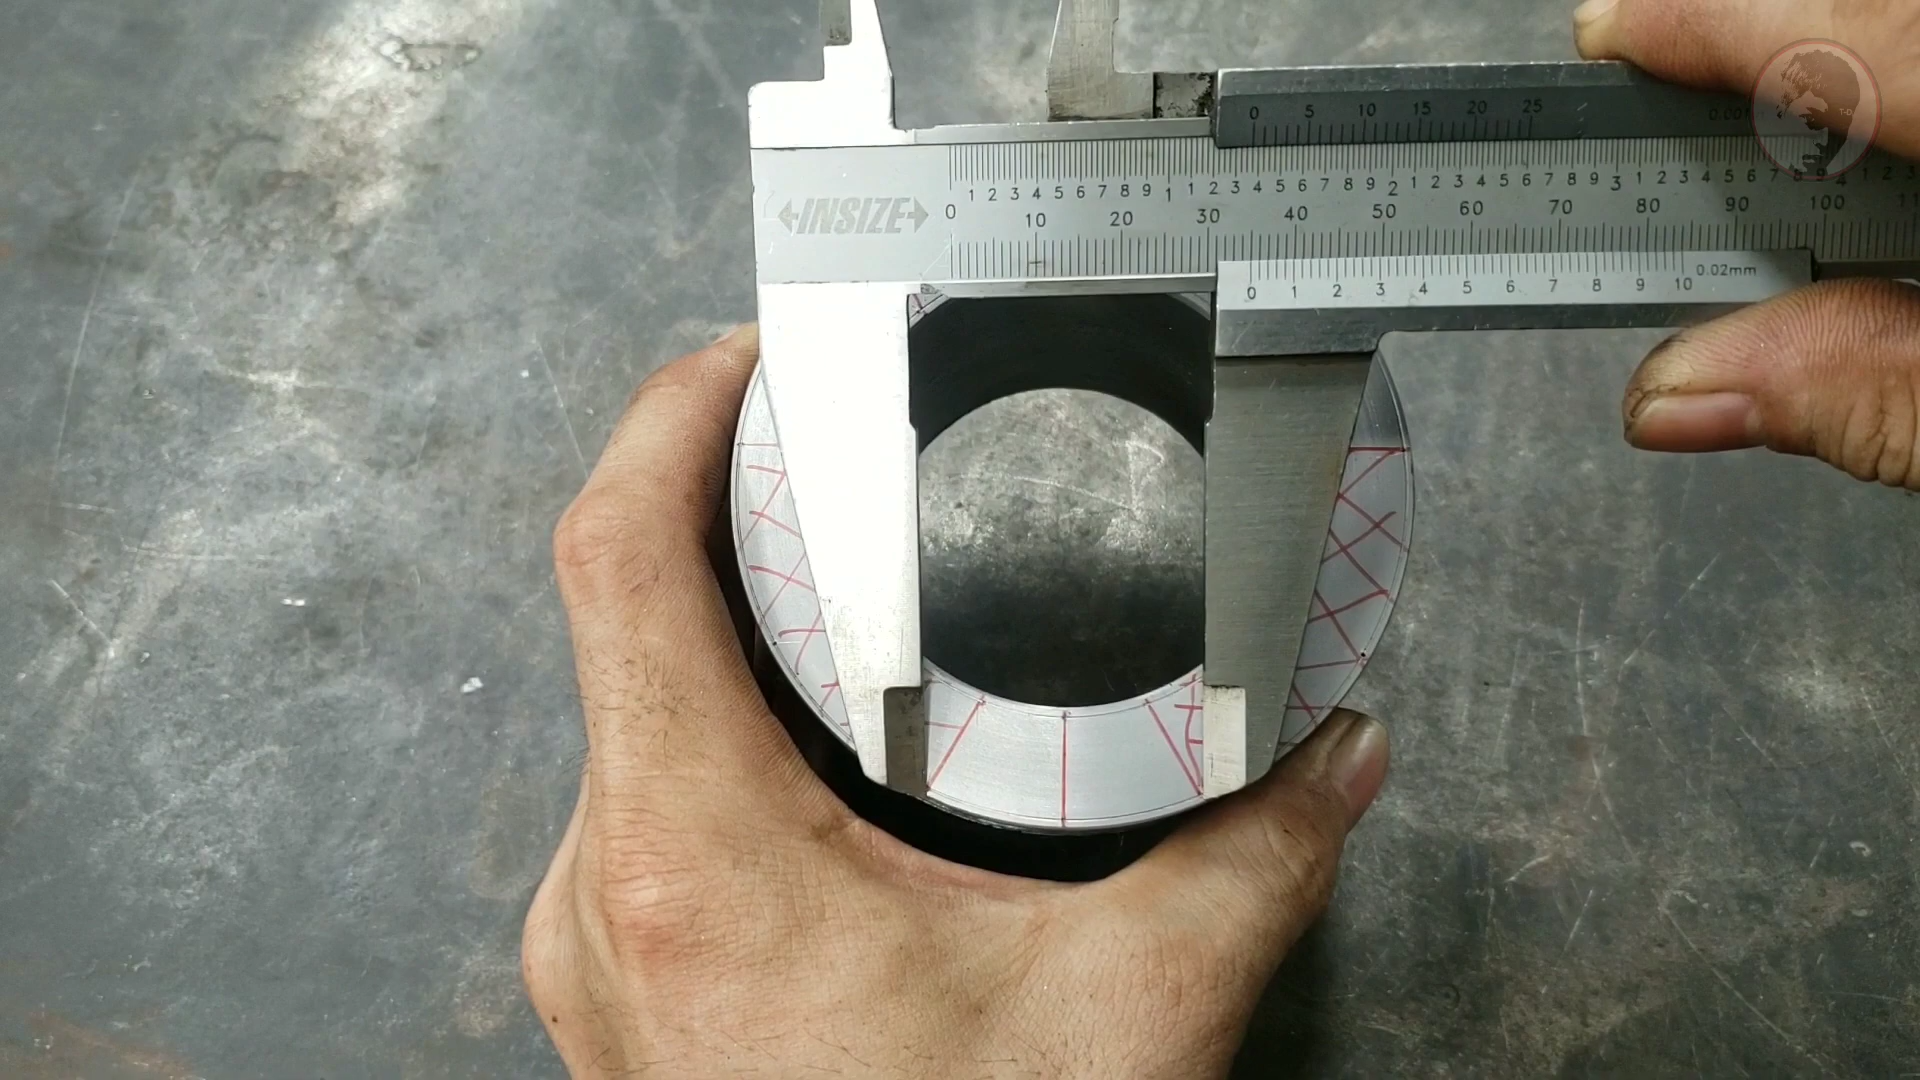 0 5 10 15 20 25
1 2 3 4 5 6 7 8 9 1 1 2 3 4 5 6 7 8 9 2 1 2 3 4 5 6 7 8 9 3 1 2 3 4 5 6 7 8 9 4 1 2
INSIZE
0 10 20 30 40 50 60 70 80 90 100
0 1 2 3 4 5 6 7 8 9 10 0.02mm